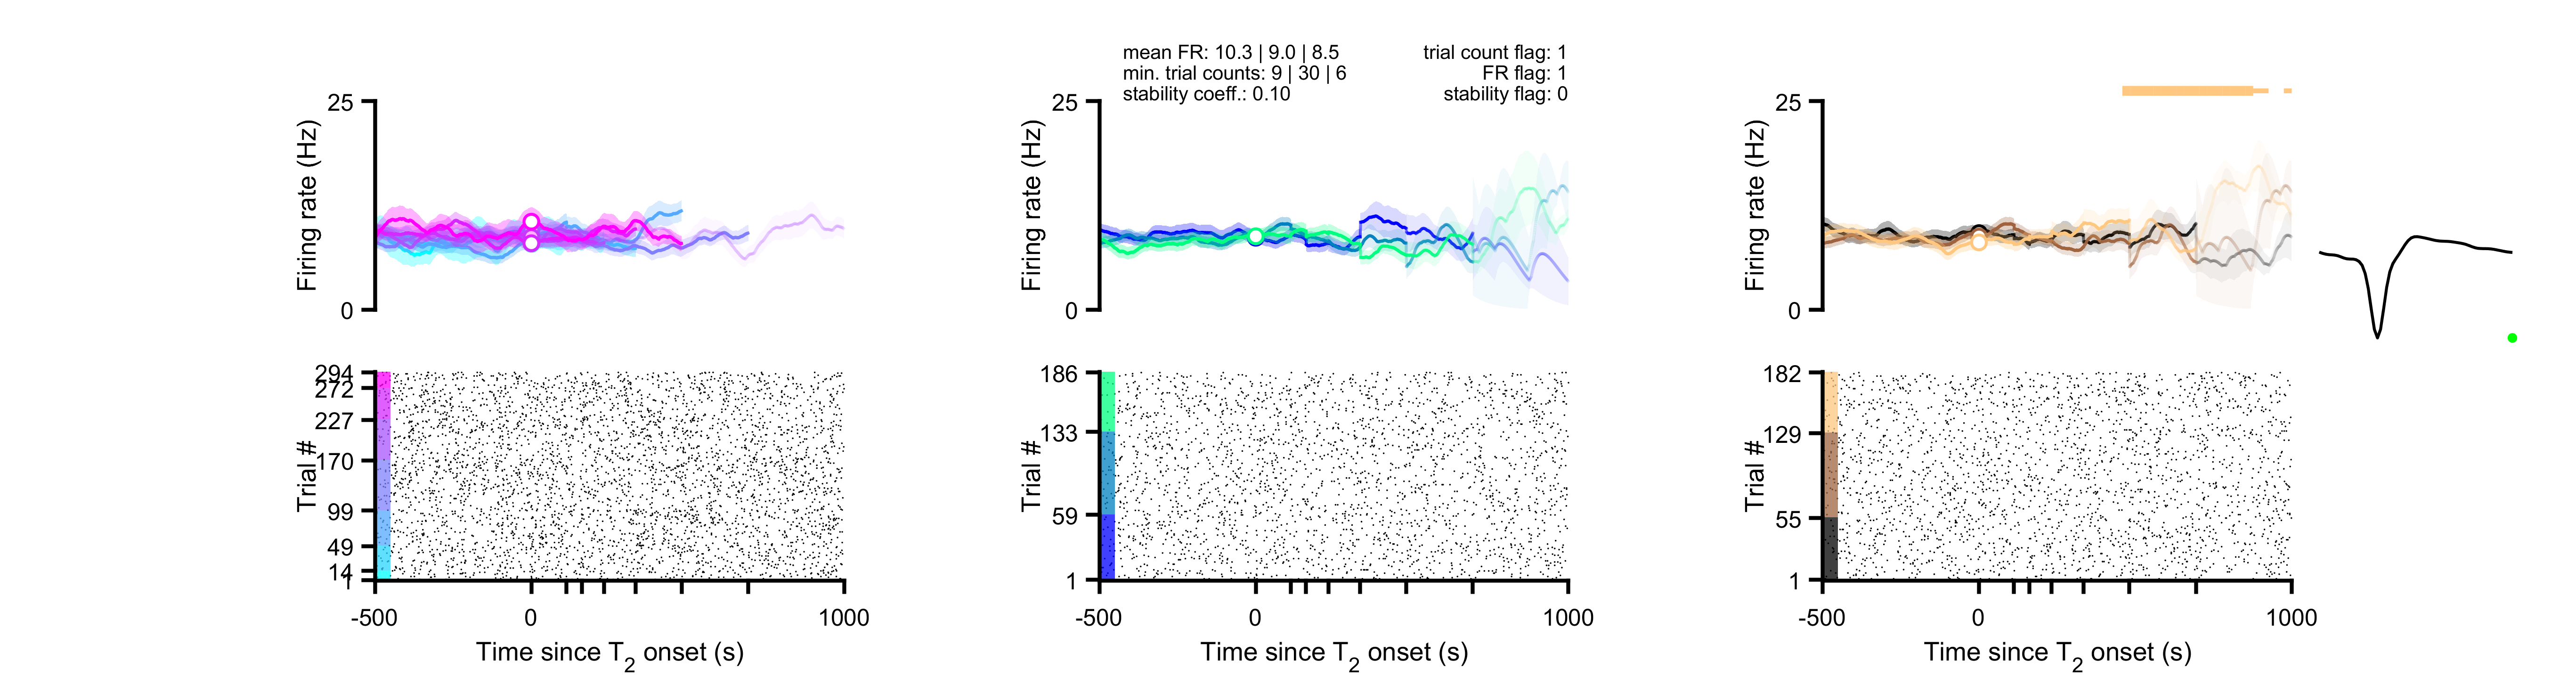 mean FR: 10.3 | 9.0 | 8.5
min. trial counts: 9 | 30 | 6
stability coeff.: 0.10
trial count flag: 1
FR flag: 1
stability flag: 0
25
Firing rate (Hz)
0
294
272
227
170
99
49
14
1
Trial #
-500
0
1000
Time since T2 onset (s)
25
Firing rate (Hz)
0
186
133
59
1
Trial #
-500
0
1000
Time since T2 onset (s)
25
Firing rate (Hz)
0
182
129
55
1
Trial #
-500
0
1000
Time since T2 onset (s)